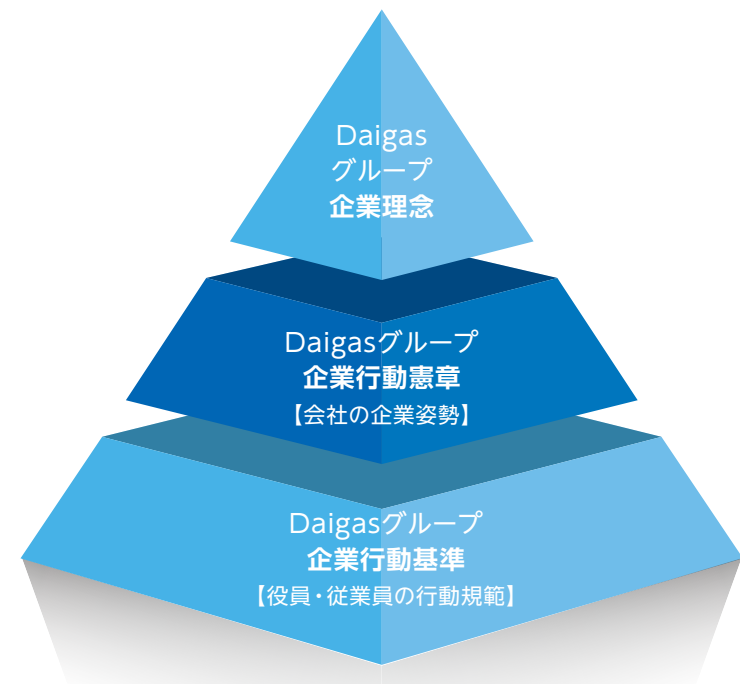 Daigas
グループ
企業理念
Daigasグループ
企業行動憲章
【会社の企業姿勢】
Daigasグループ
企業行動基準
【役員・従業員の行動規範】